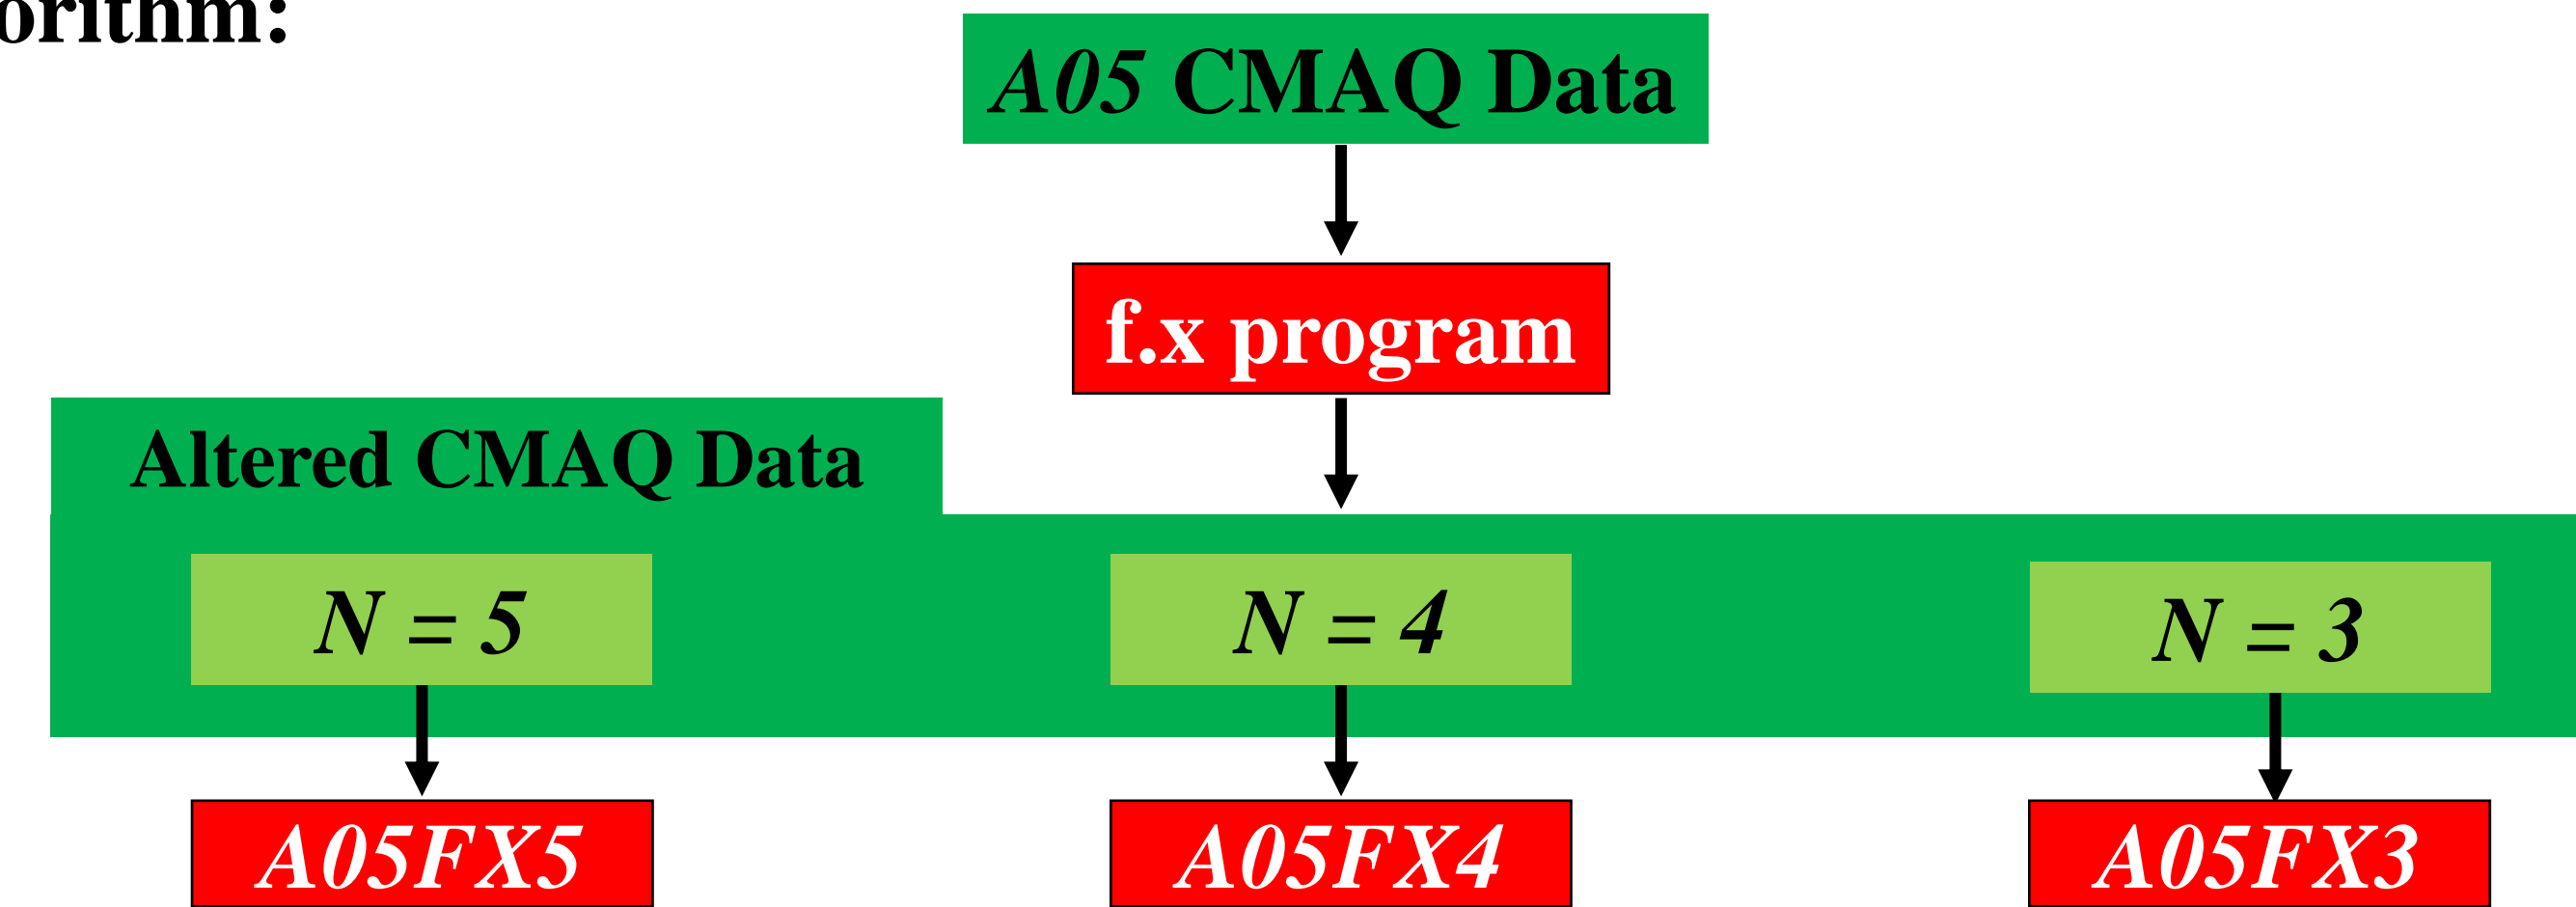 orithm:
A05 CMAQ Data
f.x program
Altered CMAQ Data
N = 5
N = 4
N = 3
A05FX5
A05FX4
A05FX3